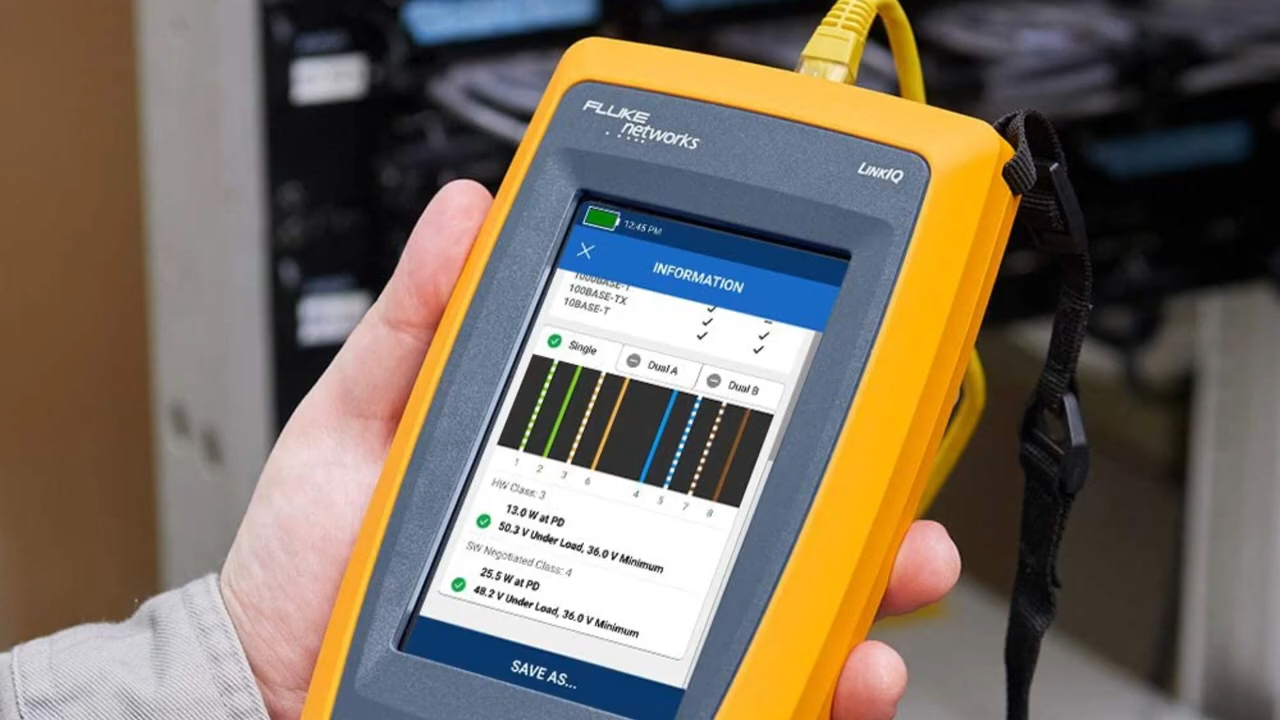 FLUKE
networks
LINKIQ
12:45 PM
INFORMATION
1000BASE-T
100BASE-TX
10BASE-T
Single
Dual A
Dual B
1 2 3 6 4 5 7 8
HW Class: 3
13.0 W at PD
50.3 V Under Load, 36.0 V Minimum
SW Negotiated Class: 4
25.5 W at PD
48.2 V Under Load, 36.0 V Minimum
SAVE AS...